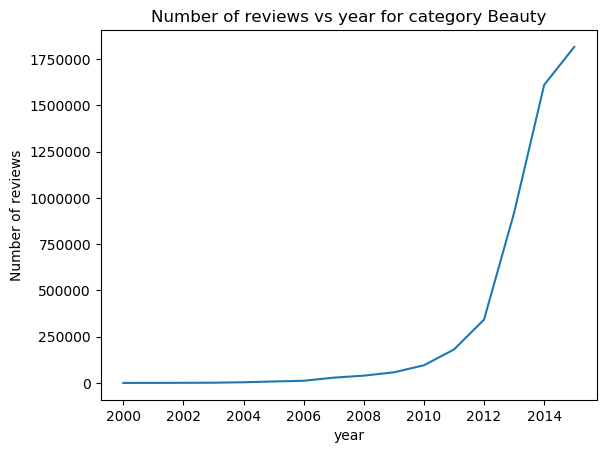 Number of reviews vs year for category Beauty
1750000
1500000
1250000
1000000
750000
500000
250000
0
Number of reviews
2000 2002 2004 2006 2008 2010 2012 2014
year